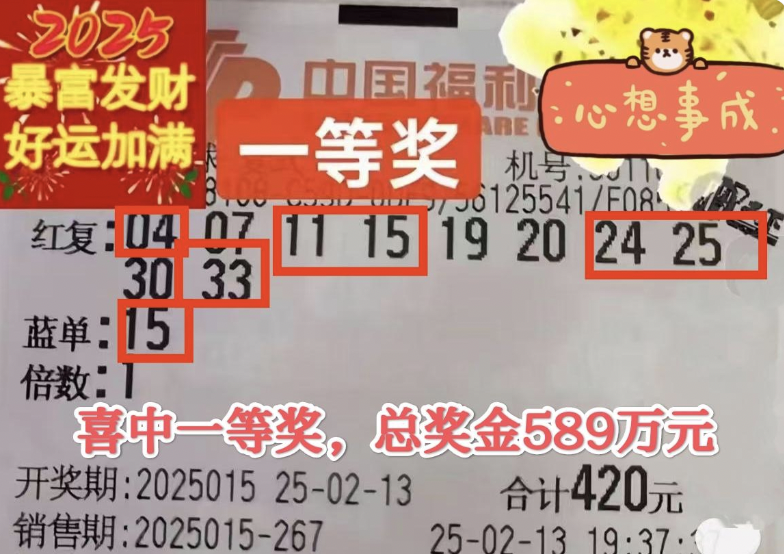 2025
暴富发财
好运加满
中国福利
心想事成
一等奖
机号:
56125541/E085
红复:04 07 11 15 19 20 24 25
30 33
蓝单:15
倍数:1
喜中一等奖，总奖金589万元
开奖期:2025015 25-02-13 合计420元
销售期:2025015-267 25-02-13 19:37: